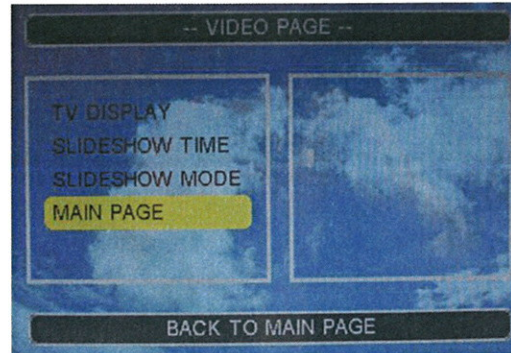 -- VIDEO PAGE --
TV DISPLAY
SLIDESHOW TIME
SLIDESHOW MODE
MAIN PAGE
BACK TO MAIN PAGE